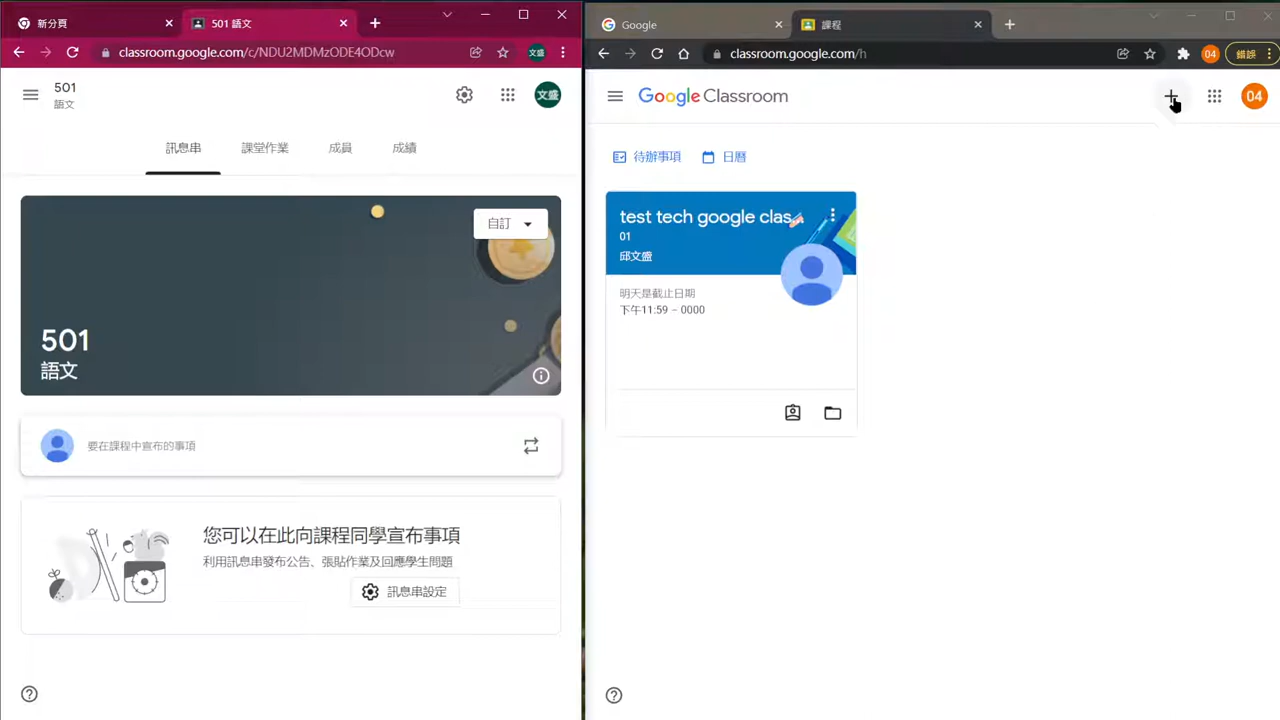 新分頁
501 語文
classroom.google.com/c/NDU2MDMzODE4ODcw
文盛
501
語文
文盛
訊息串
課堂作業
成員
成績
自訂
501
語文
要在課程中宣布的事項
您可以在此向課程同學宣布事項
利用訊息串發布公告、張貼作業及回應學生問題
訊息串設定
Google
課程
classroom.google.com/h
04
錯誤
Google Classroom
04
待辦事項
日曆
test tech google clas...
01
邱文盛
明天是截止日期
下午11:59 – 0000